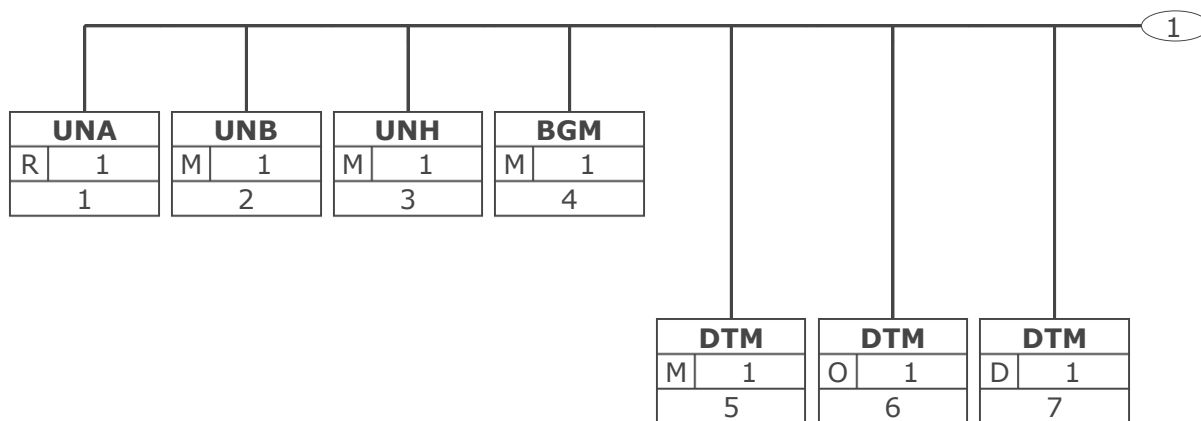 1
UNA UNB UNH BGM
R 1 M 1 M 1 M 1
1 2 3 4
DTM DTM DTM
M 1 O 1 D 1
5 6 7